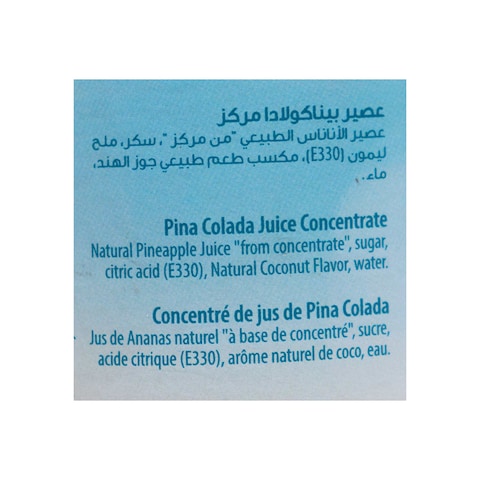 عصير بيناكولادا مركز
عصير الأناناس الطبيعي "من مركز "، سكر، ملح
ليمون (E330)، مكسب طعم طبيعي جوز الهند،
ماء.
Pina Colada Juice Concentrate
Natural Pineapple Juice "from concentrate", sugar,
citric acid (E330), Natural Coconut Flavor, water.
Concentré de jus de Pina Colada
Jus de Ananas naturel "à base de concentré", sucre,
acide citrique (E330), arôme naturel de coco, eau.